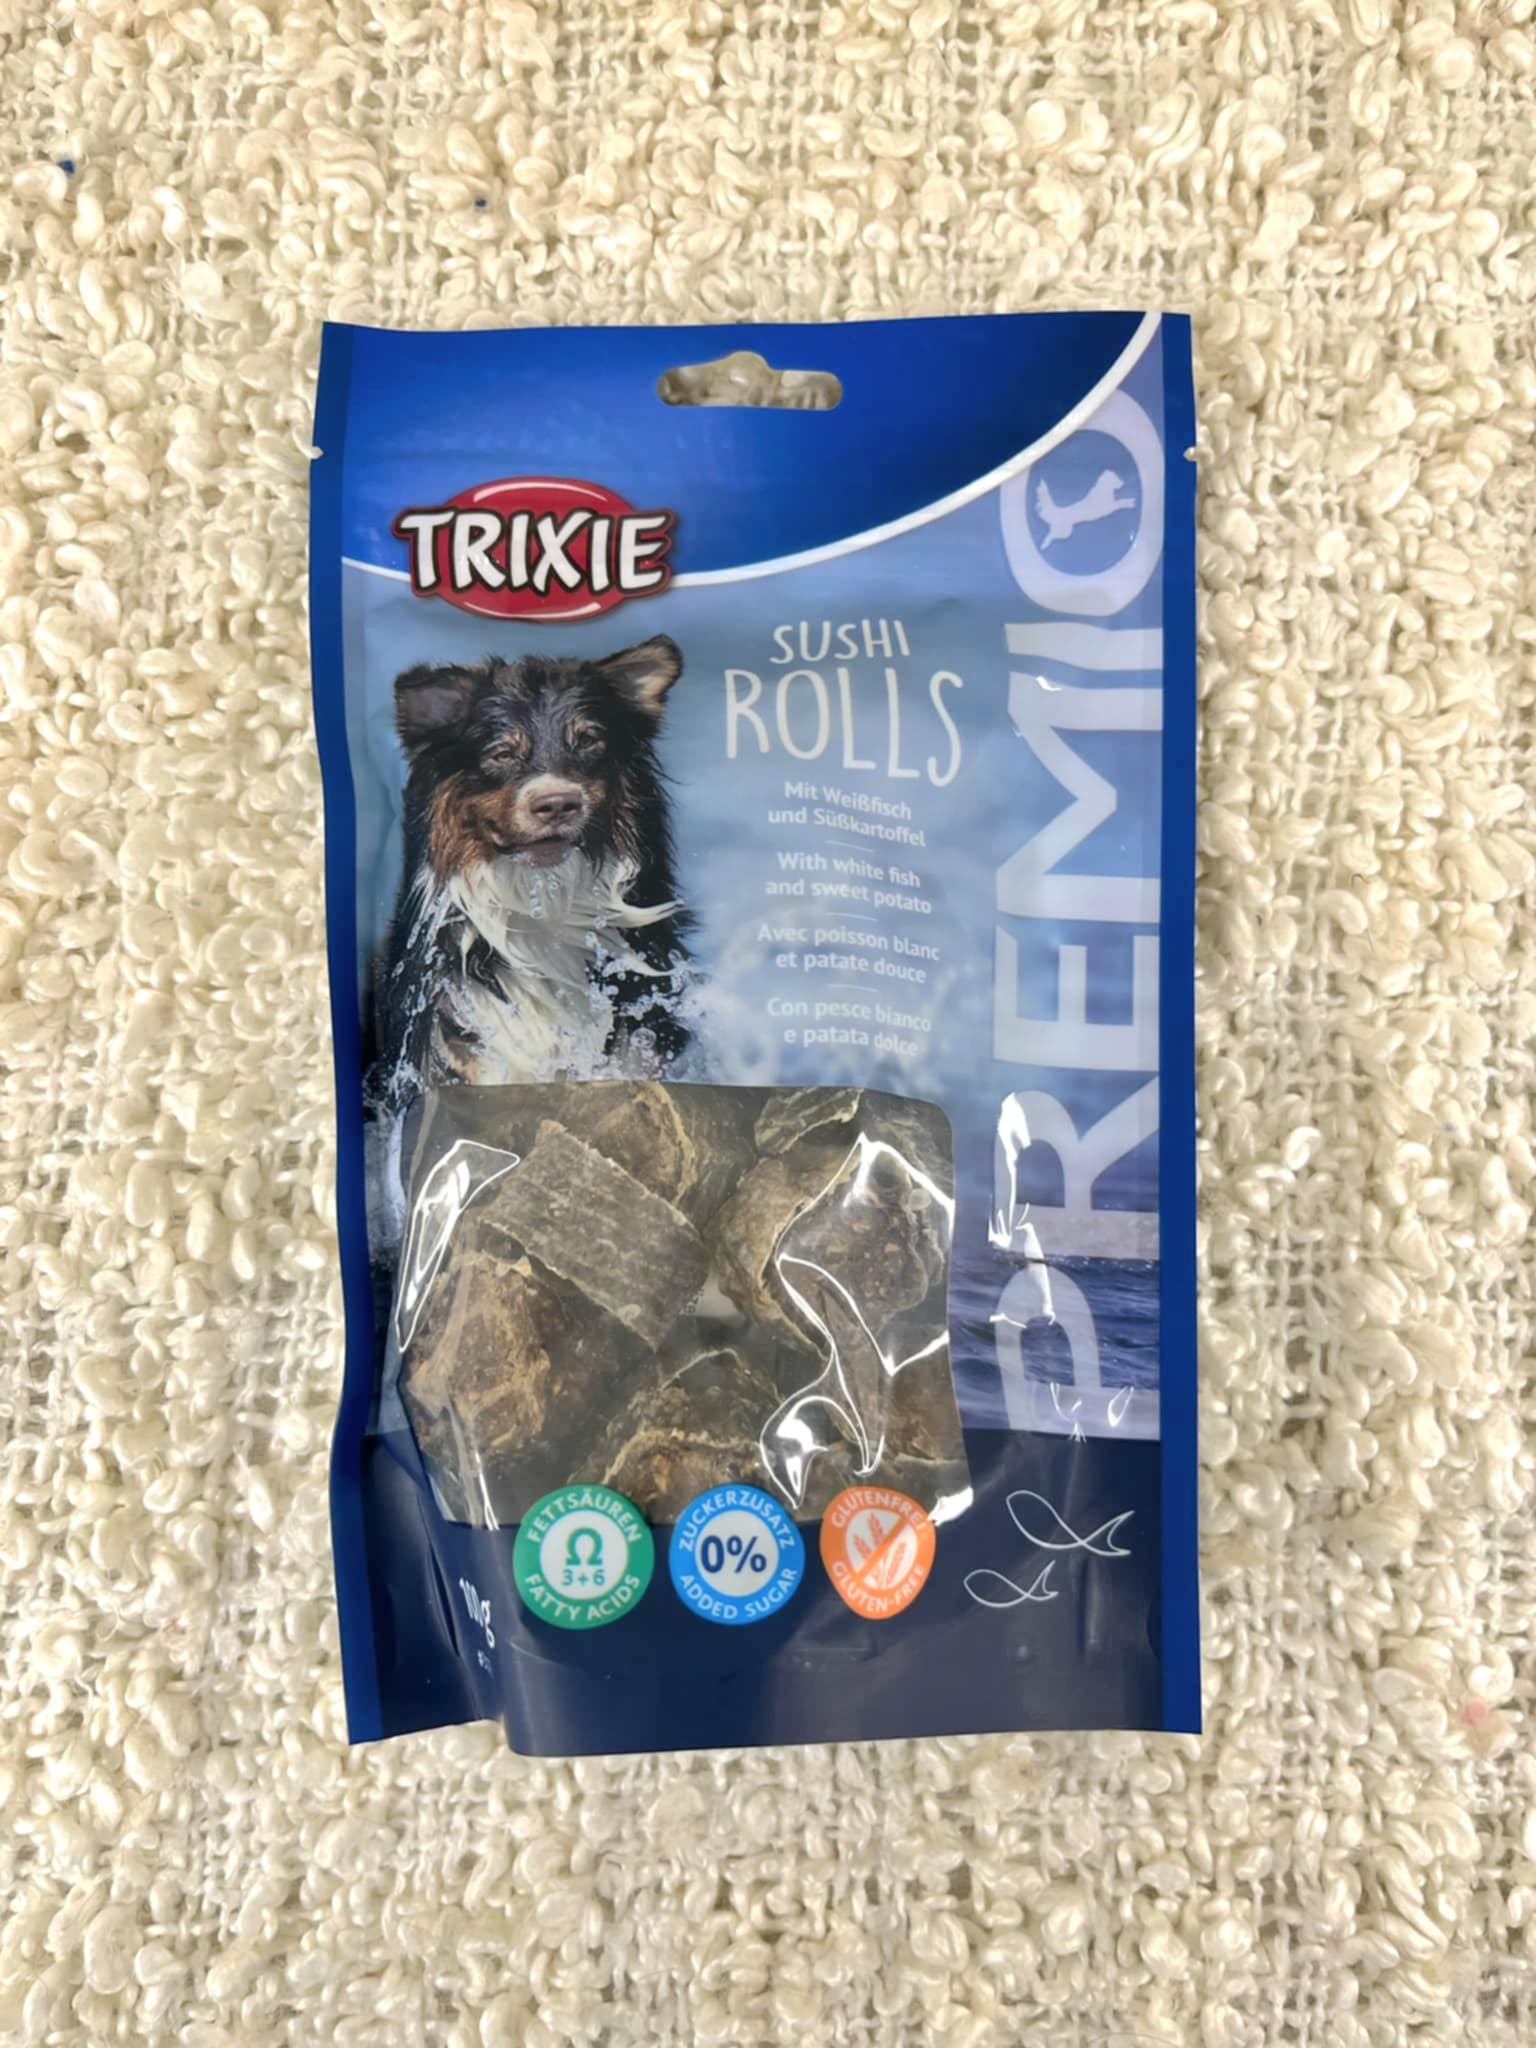 TRIXIE
SUSHI
ROLLS
Mit Weißfisch
und Süßkartoffel
With white fish
and sweet potato
Avec poisson blanc
et patate douce
Con pesce bianco
e patata dolce
PREMIO
FETTSÄUREN
Ω
3+6
FATTY ACIDS
ZUCKERZUSATZ
0%
ADDED SUGAR
GLUTENFREI
GLUTEN-FREE
100g